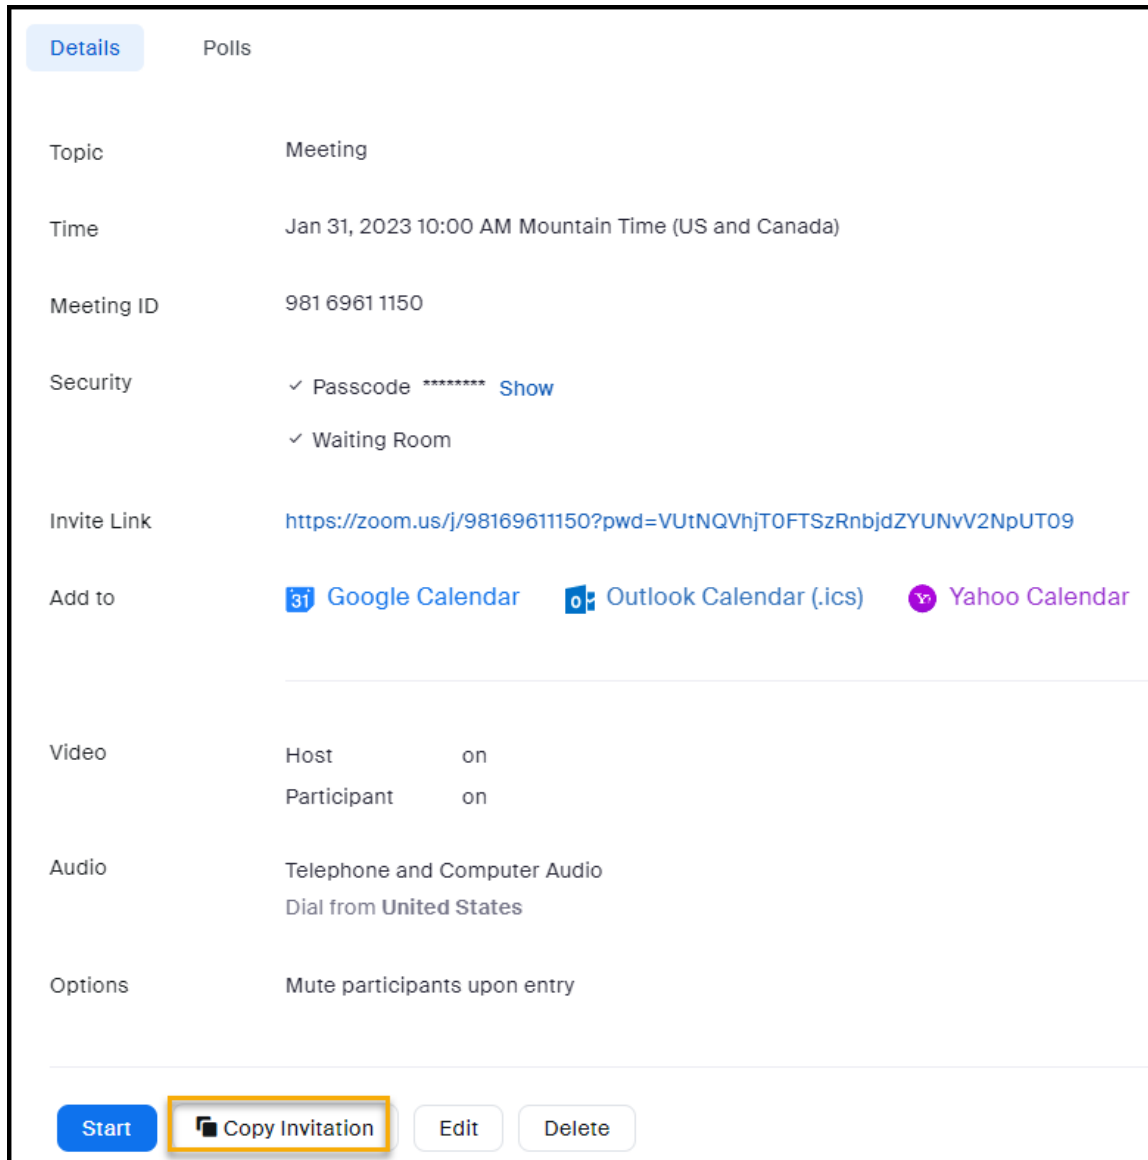 Details Polls
Topic Meeting
Time Jan 31, 2023 10:00 AM Mountain Time (US and Canada)
Meeting ID 981 6961 1150
Security Passcode ******** Show
Waiting Room
Invite Link https://zoom.us/j/98169611150?pwd=VUtNQVhjT0FTSzRnbjdZYUNvV2NpUT09
Add to 31 Google Calendar Outlook Calendar (.ics) Yahoo Calendar
Video Host on
Participant on
Audio Telephone and Computer Audio
Dial from United States
Options Mute participants upon entry
Start Copy Invitation Edit Delete